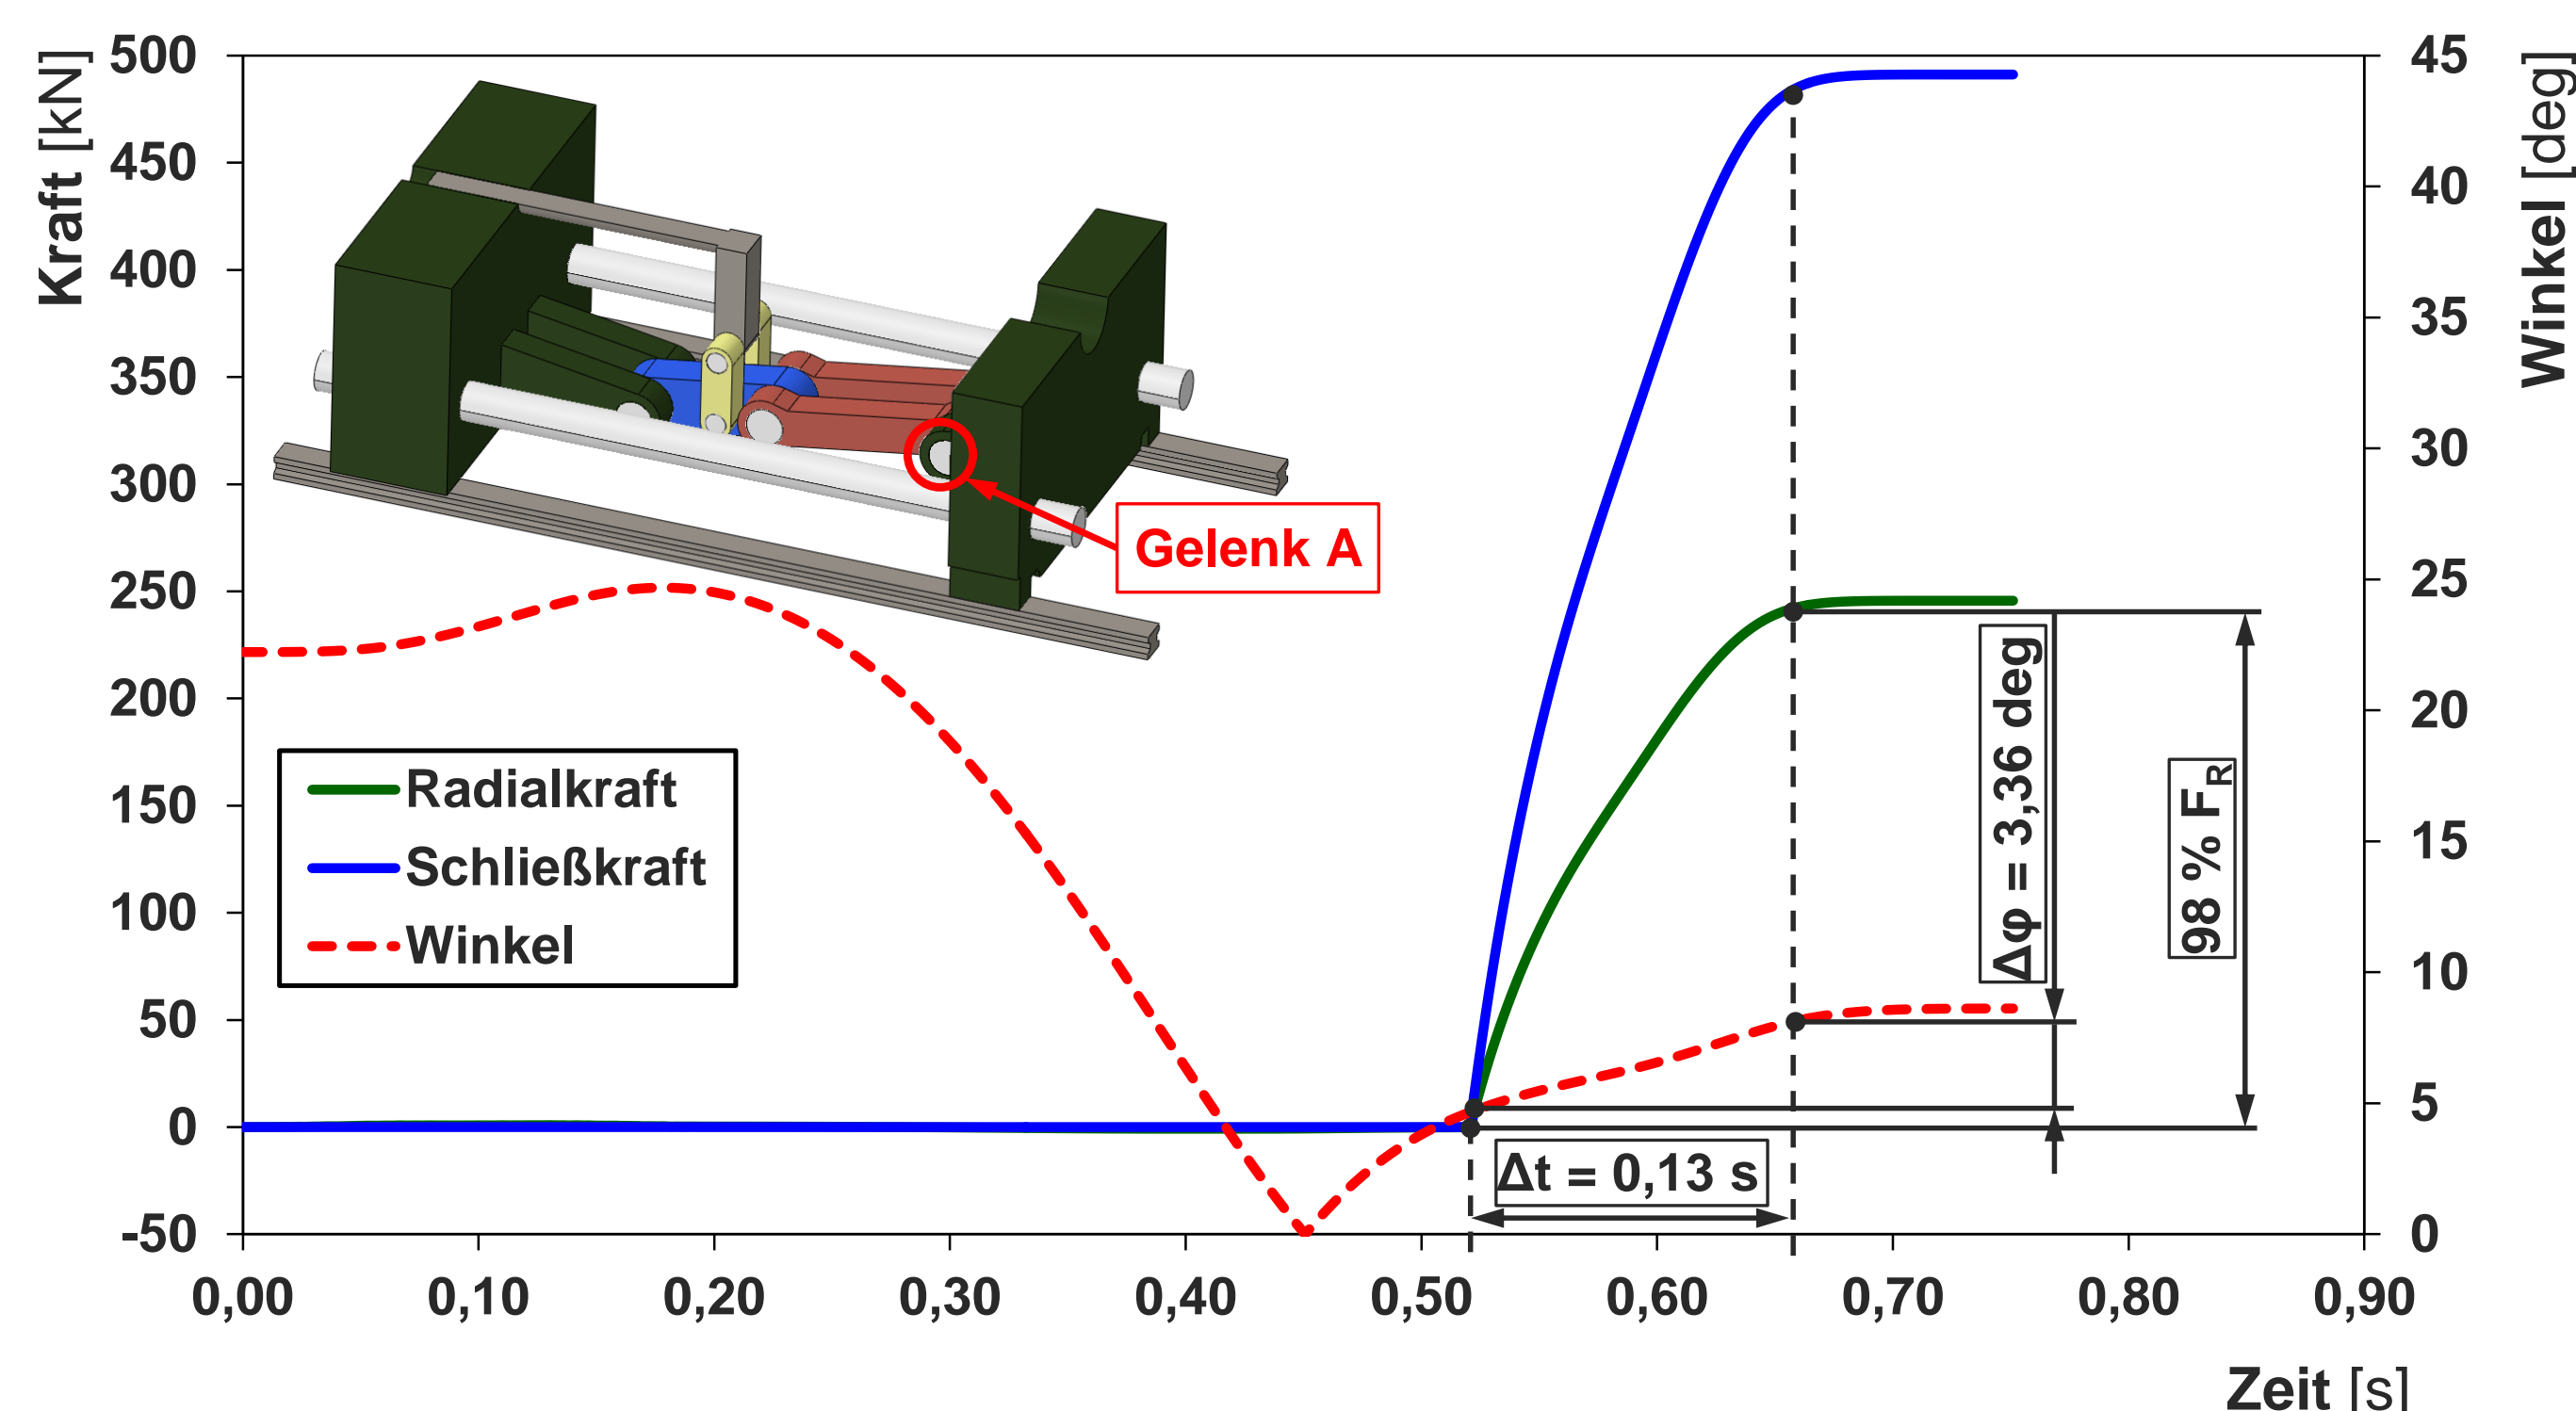 Kraft [kN]
500
450
400
350
300
250
200
150
100
50
0
-50
Winkel [deg]
45
40
35
30
25
20
15
10
5
0
Gelenk A
Radialkraft
Schließkraft
Winkel
Δφ = 3,36 deg
98 % FR
Δt = 0,13 s
0,00 0,10 0,20 0,30 0,40 0,50 0,60 0,70 0,80 0,90
Zeit [s]